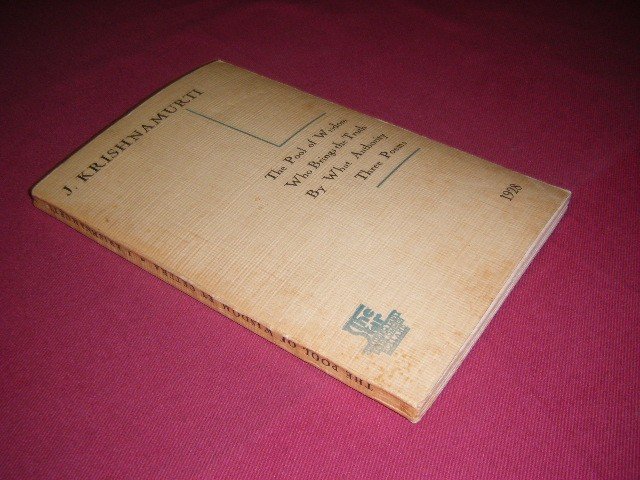 J. KRISHNAMURTI
The Pool of Wisdom
Who Brings the Truth
By What Authority
Three Poems
1928
THE POOL OF WISDOM